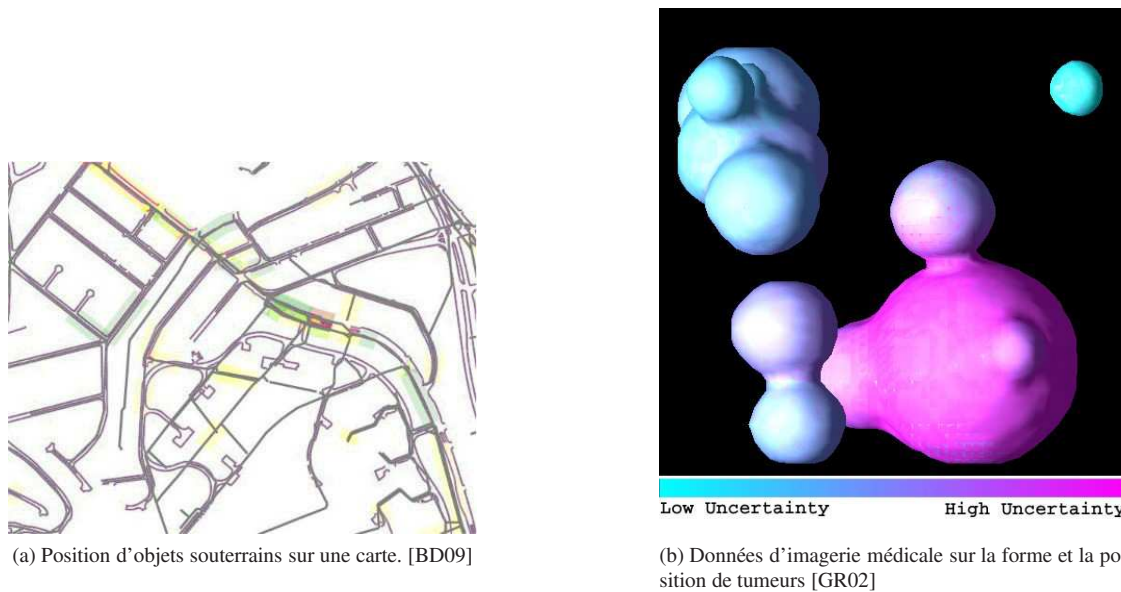 Low Uncertainty High Uncertainty
(a) Position d'objets souterrains sur une carte. [BD09]
(b) Données d'imagerie médicale sur la forme et la po-
sition de tumeurs [GR02]